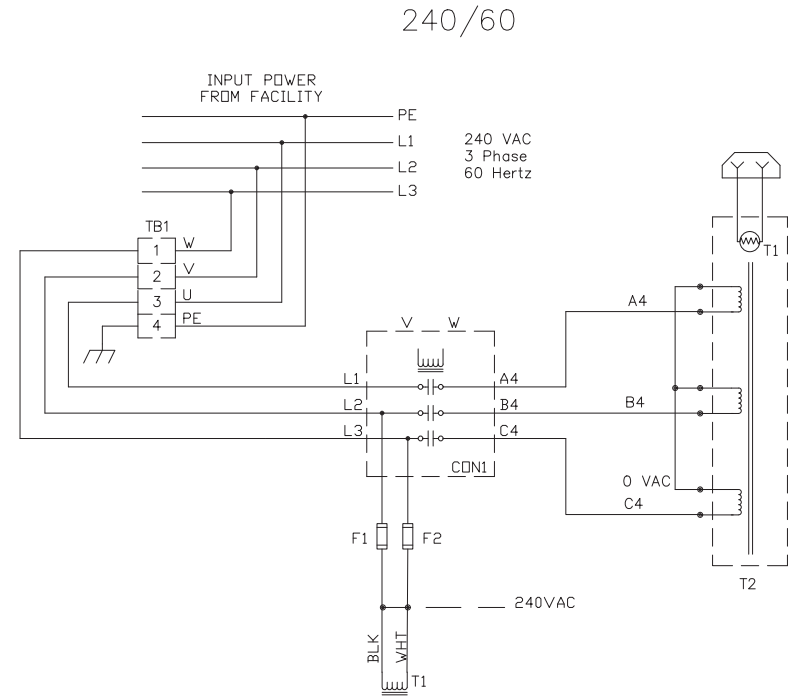 240/60
INPUT POWER
FROM FACILITY
PE
L1
L2
L3
240 VAC
3 Phase
60 Hertz
TB1
1
W
2
V
3
U
4
PE
V W
T1
A4
L1
A4
L2
B4
B4
L3
C4
CON1
0 VAC
C4
F1
F2
T2
240VAC
BLK
WHT
T1